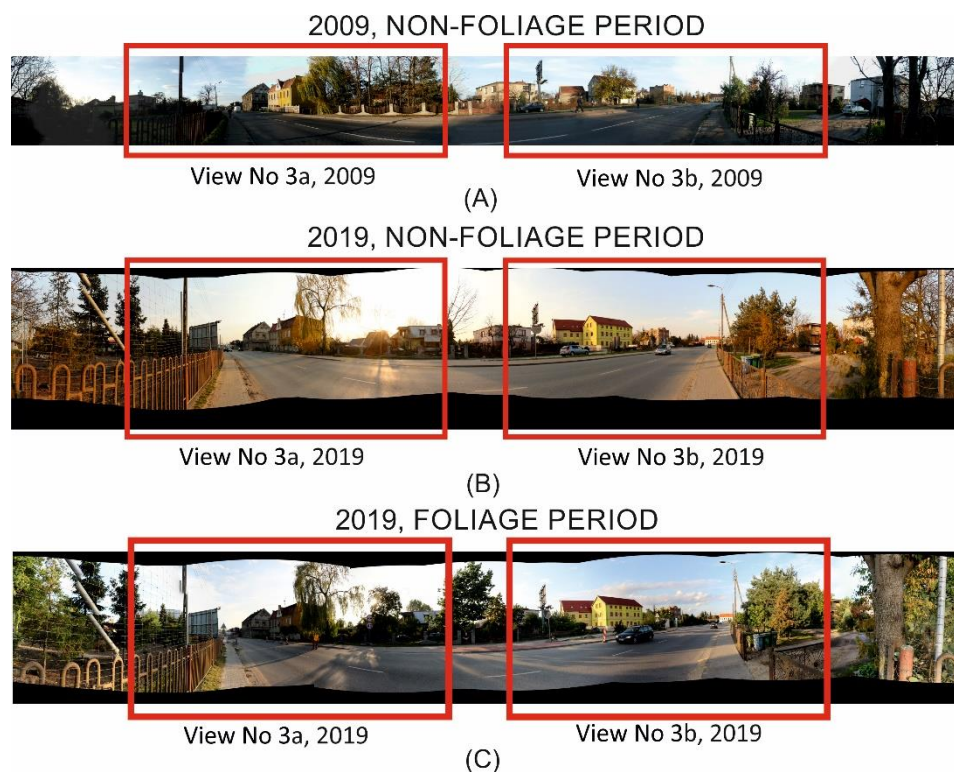 2009, NON-FOLIAGE PERIOD
View No 3a, 2009
View No 3b, 2009
(A)
2019, NON-FOLIAGE PERIOD
View No 3a, 2019
View No 3b, 2019
(B)
2019, FOLIAGE PERIOD
View No 3a, 2019
View No 3b, 2019
(C)